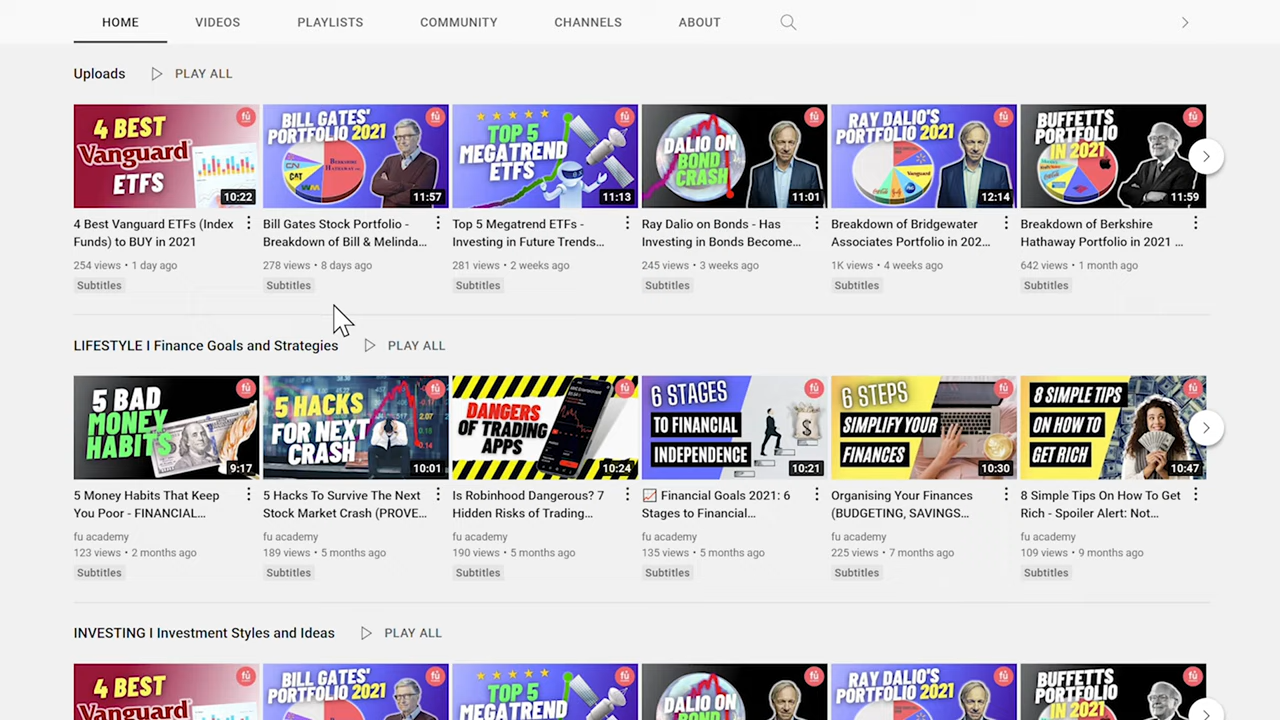 HOME VIDEOS PLAYLISTS COMMUNITY CHANNELS ABOUT
Uploads PLAY ALL
4 BEST
Vanguard
ETFS
10:22
BILL GATES'
PORTFOLIO 2021
BERKSHIRE
CAT
11:57
TOP 5
MEGATREND
ETFS
11:13
DALIO ON
BOND
CRASH
11:01
RAY DALIO'S
PORTFOLIO 2021
Vanguard
12:14
BUFFETTS
PORTFOLIO
IN 2021
11:59
4 Best Vanguard ETFs (Index
Funds) to BUY in 2021
254 views • 1 day ago
Subtitles
Bill Gates Stock Portfolio -
Breakdown of Bill & Melinda...
278 views • 8 days ago
Subtitles
Top 5 Megatrend ETFs -
Investing in Future Trends...
281 views • 2 weeks ago
Subtitles
Ray Dalio on Bonds - Has
Investing in Bonds Become...
245 views • 3 weeks ago
Subtitles
Breakdown of Bridgewater
Associates Portfolio in 202...
1K views • 4 weeks ago
Subtitles
Breakdown of Berkshire
Hathaway Portfolio in 2021 ...
642 views • 1 month ago
Subtitles
LIFESTYLE I Finance Goals and Strategies PLAY ALL
5 BAD
MONEY
HABITS
9:17
5 HACKS
FOR NEXT
CRASH
10:01
DANGERS
OF TRADING
APPS
10:24
6 STAGES
TO FINANCIAL
INDEPENDENCE
10:21
6 STEPS
SIMPLIFY YOUR
FINANCES
10:30
8 SIMPLE TIPS
ON HOW TO
GET RICH
10:47
5 Money Habits That Keep
You Poor - FINANCIAL...
fu academy
123 views • 2 months ago
Subtitles
5 Hacks To Survive The Next
Stock Market Crash (PROVE...
fu academy
189 views • 5 months ago
Subtitles
Is Robinhood Dangerous? 7
Hidden Risks of Trading...
fu academy
190 views • 5 months ago
Subtitles
Financial Goals 2021: 6
Stages to Financial...
fu academy
135 views • 5 months ago
Subtitles
Organising Your Finances
(BUDGETING, SAVINGS...
fu academy
225 views • 7 months ago
Subtitles
8 Simple Tips On How To Get
Rich - Spoiler Alert: Not...
fu academy
109 views • 9 months ago
Subtitles
INVESTING I Investment Styles and Ideas PLAY ALL
4 BEST
Vanguard
BILL GATES'
PORTFOLIO 2021
TOP 5
MEGATREND
DALIO ON
BOND
RAY DALIO'S
PORTFOLIO 2021
BUFFETTS
PORTFOLIO
IN 2021